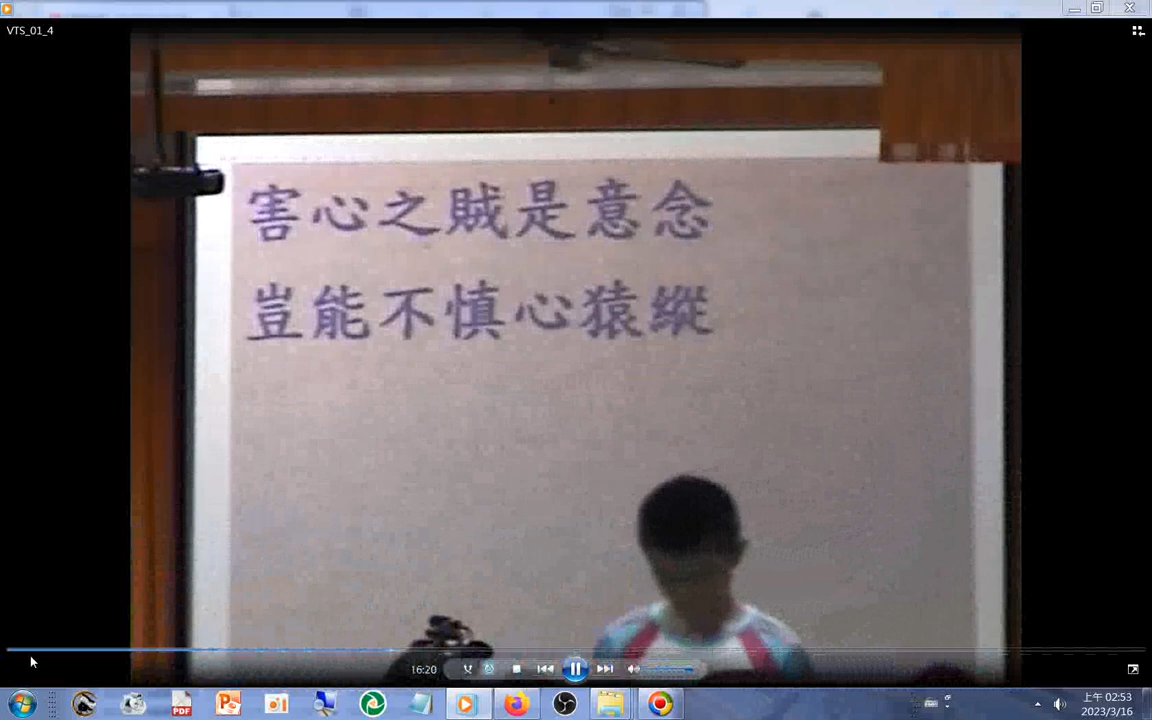 VTS_01_4
害心之賊是意念
豈能不慎心猿縱
16:20
PDF
上午 02:53
2023/3/16